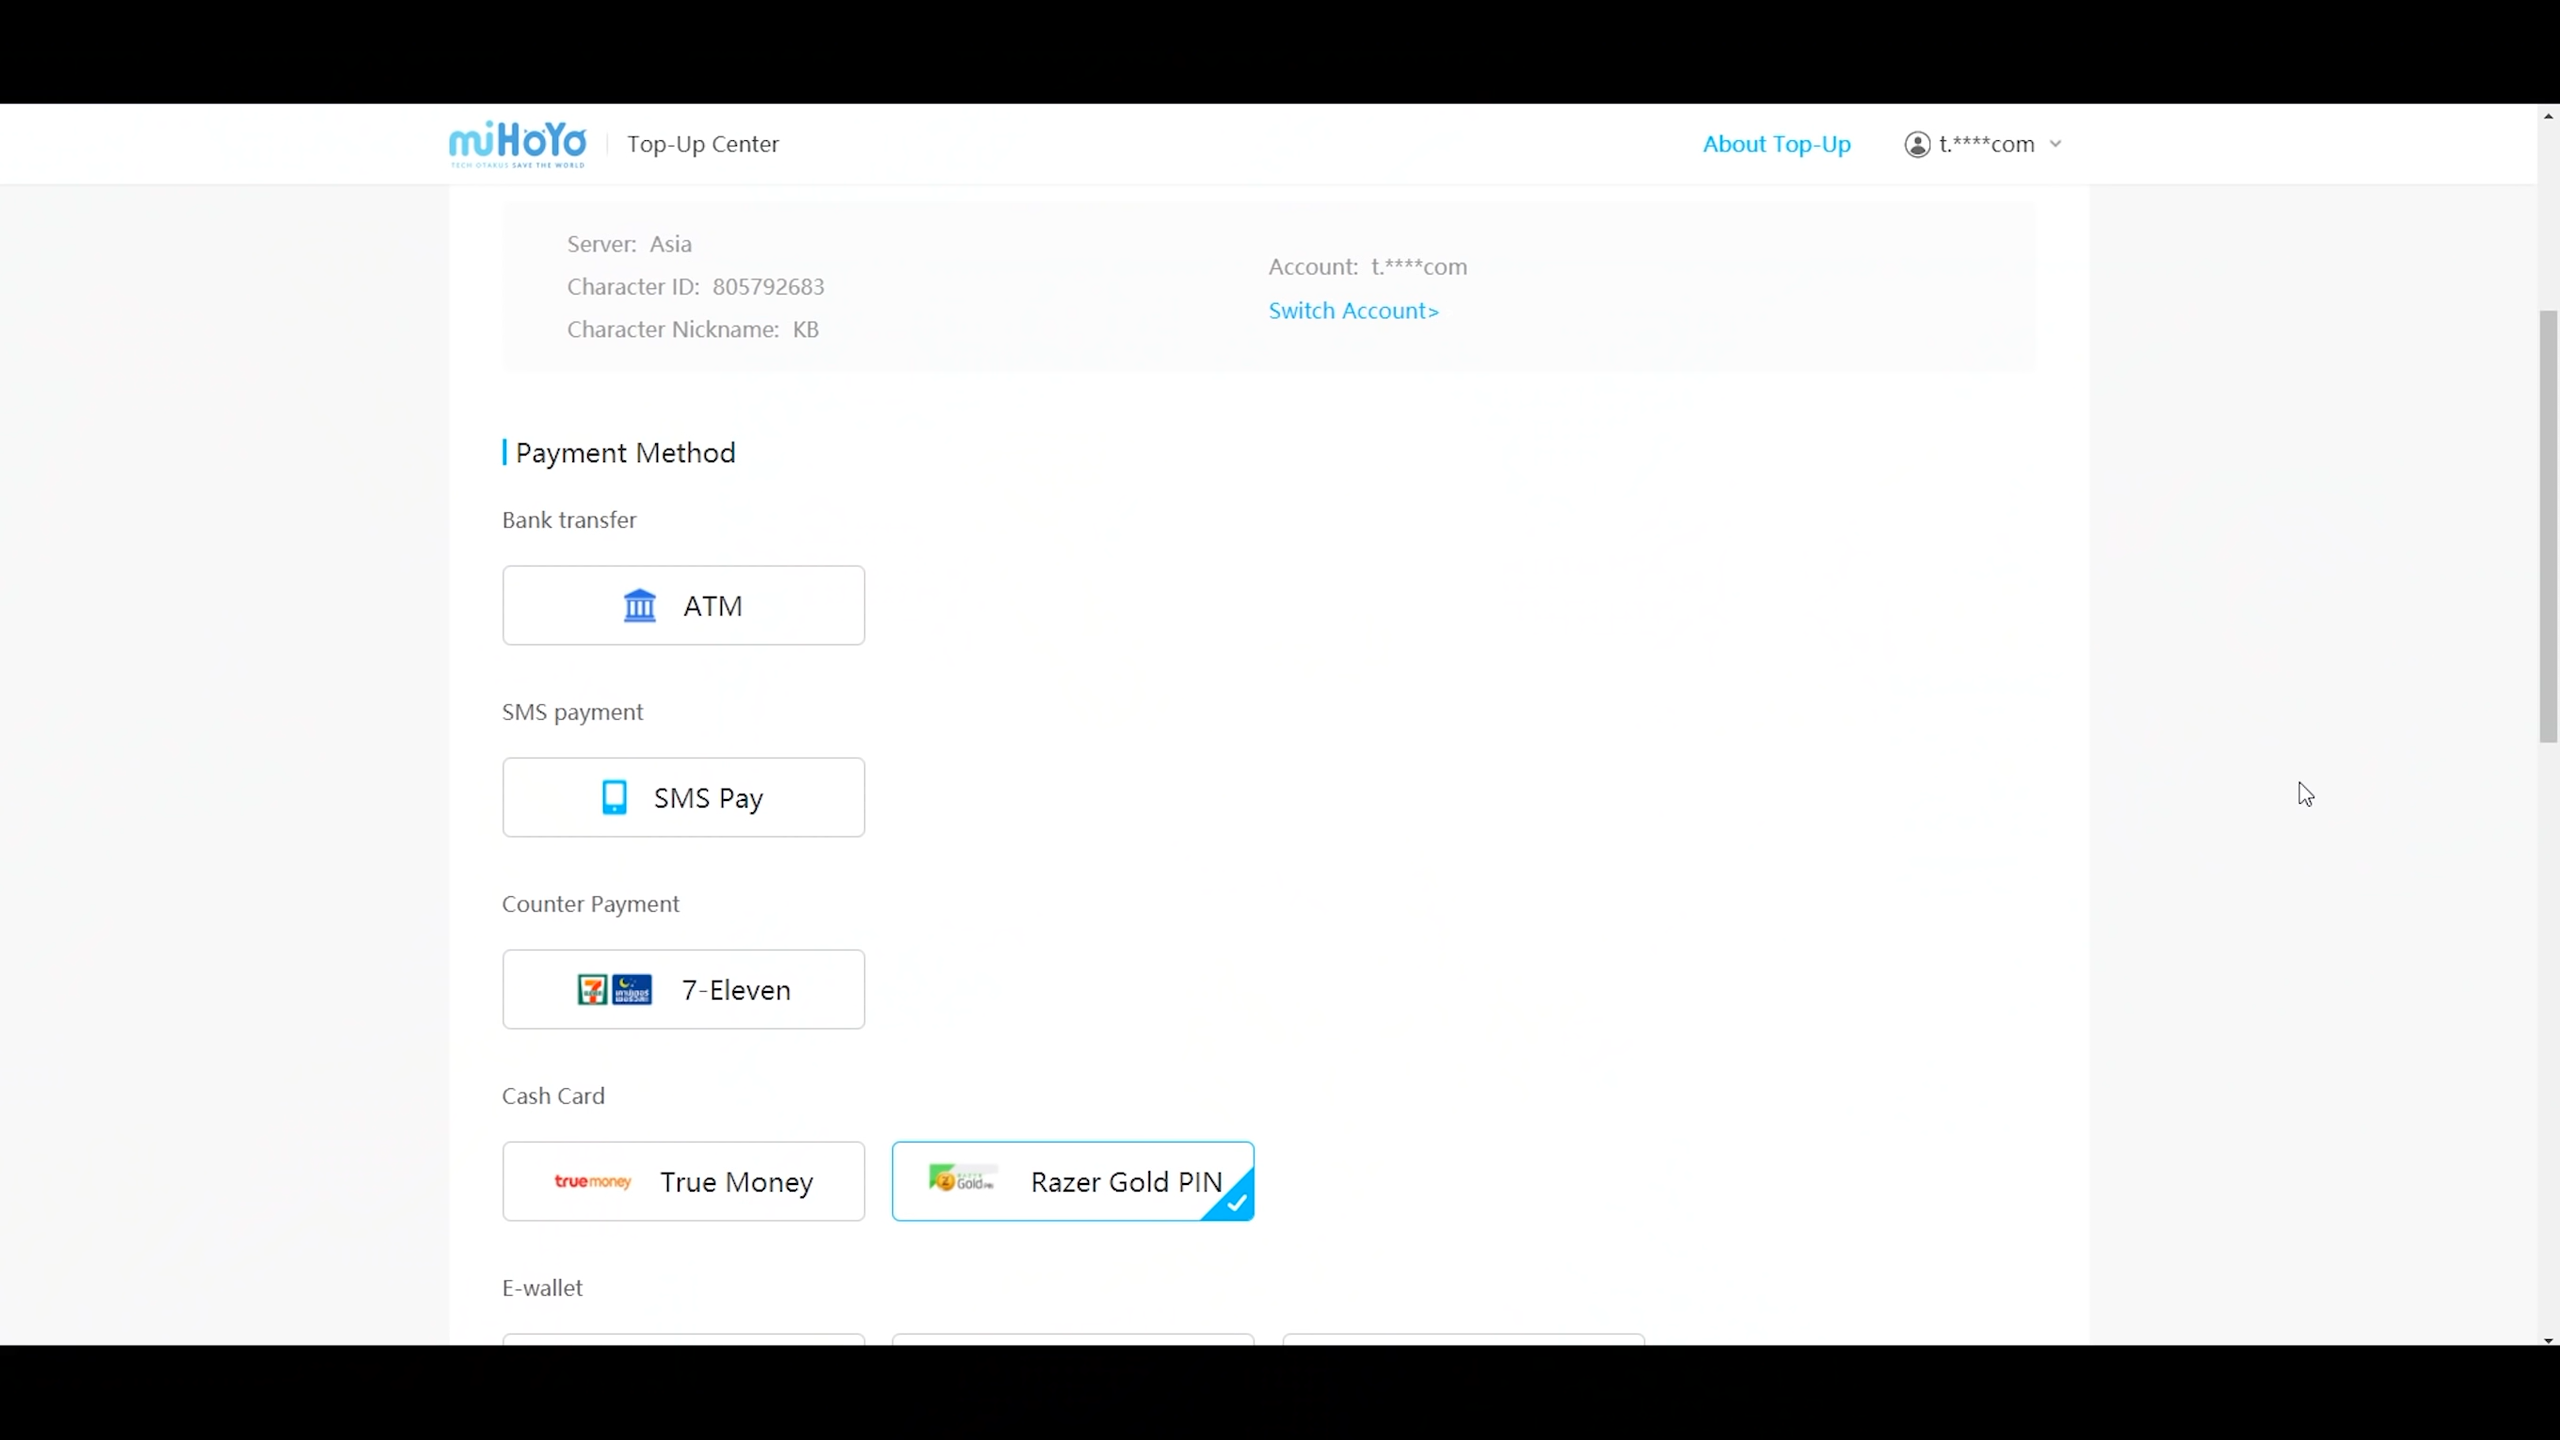 miHoYo
TECH OTAKUS SAVE THE WORLD
Top-Up Center
About Top-Up
t.****com
Server: Asia
Character ID: 805792683
Character Nickname: KB
Account: t.****com
Switch Account>
Payment Method
Bank transfer
ATM
SMS payment
SMS Pay
Counter Payment
7-Eleven
Cash Card
truemoney
True Money
Gold
Razer Gold PIN
E-wallet